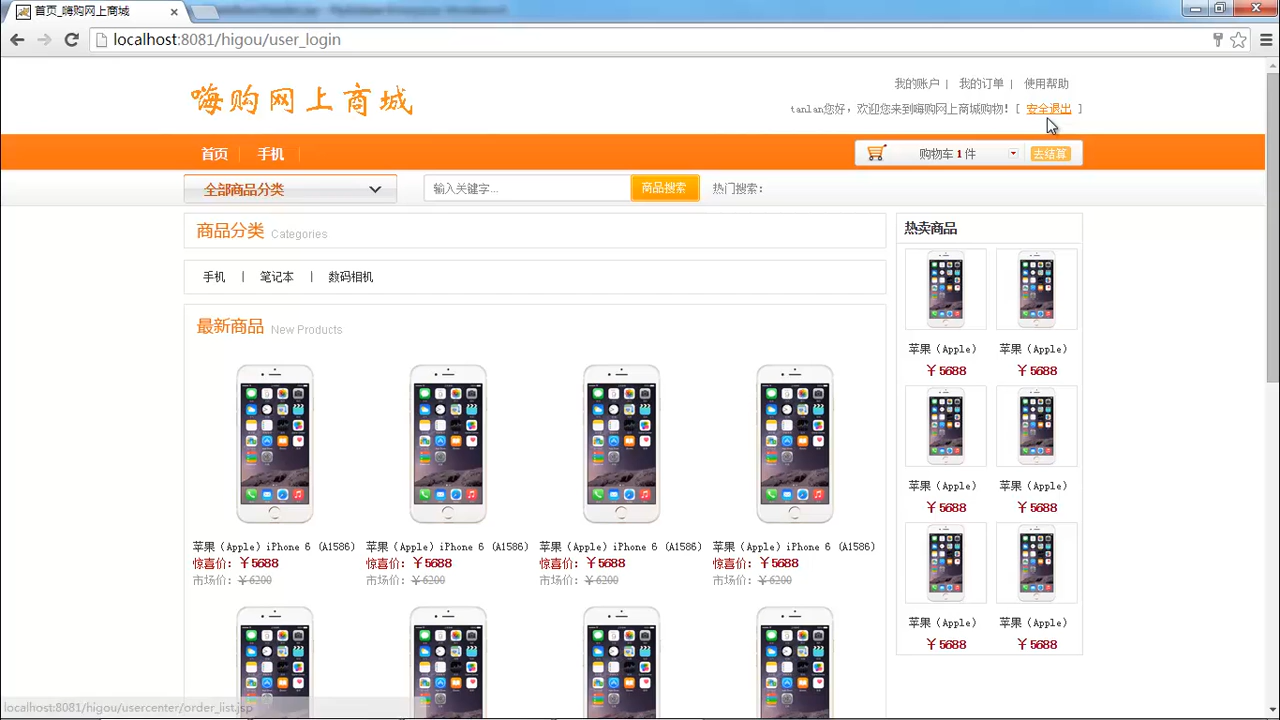 首页_嗨购网上商城
localhost:8081/higou/user_login
嗨购网上商城
我的账户 | 我的订单 | 使用帮助
tanlan您好，欢迎您来到嗨购网上商城购物! [ 安全退出 ]
首页 手机
购物车 1 件 去结算
全部商品分类
输入关键字... 商品搜索 热门搜索:
商品分类 Categories
手机 | 笔记本 | 数码相机
最新商品 New Products
苹果（Apple）iPhone 6 (A1586) 苹果（Apple）iPhone 6 (A1586) 苹果（Apple）iPhone 6 (A1586) 苹果（Apple）iPhone 6 (A1586)
惊喜价: ￥5688 惊喜价: ￥5688 惊喜价: ￥5688 惊喜价: ￥5688
市场价: ￥6200 市场价: ￥6200 市场价: ￥6200 市场价: ￥6200
热卖商品
苹果（Apple） 苹果（Apple）
￥5688 ￥5688
苹果（Apple） 苹果（Apple）
￥5688 ￥5688
苹果（Apple） 苹果（Apple）
￥5688 ￥5688
localhost:8081/higou/usercenter/order_list.jsp